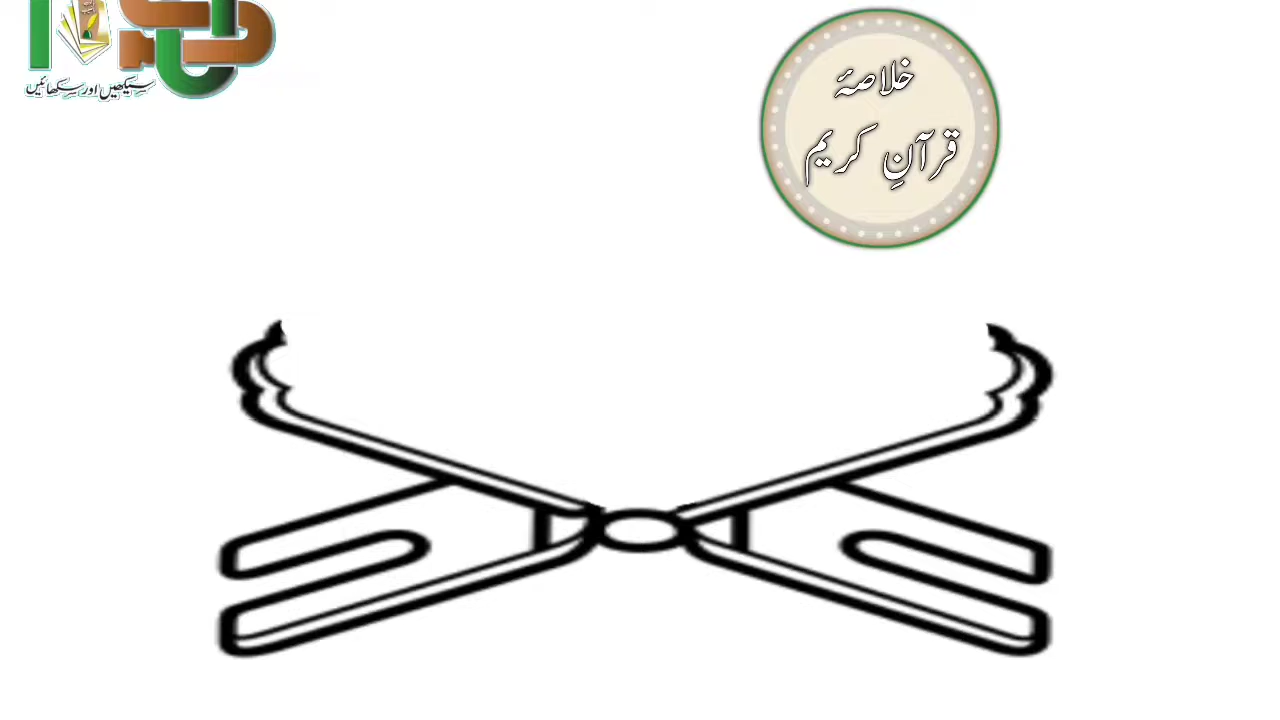 سیکھیں اور سکھائیں
خلاصۂ
قرآنِ کریم